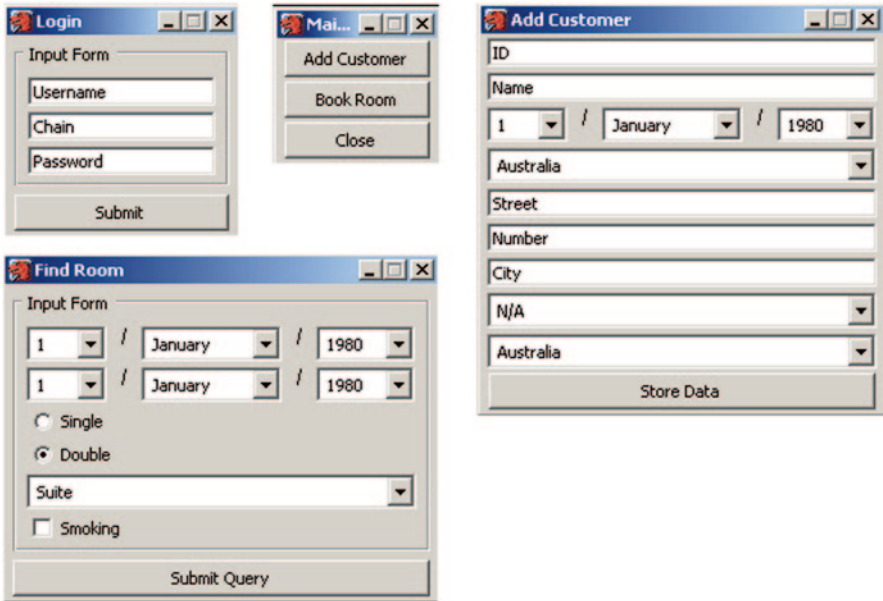 Login
Input Form
Username
Chain
Password
Submit
Mai...
Add Customer
Book Room
Close
Add Customer
ID
Name
1 / January / 1980
Australia
Street
Number
City
N/A
Australia
Store Data
Find Room
Input Form
1 / January / 1980
1 / January / 1980
Single
Double
Suite
Smoking
Submit Query